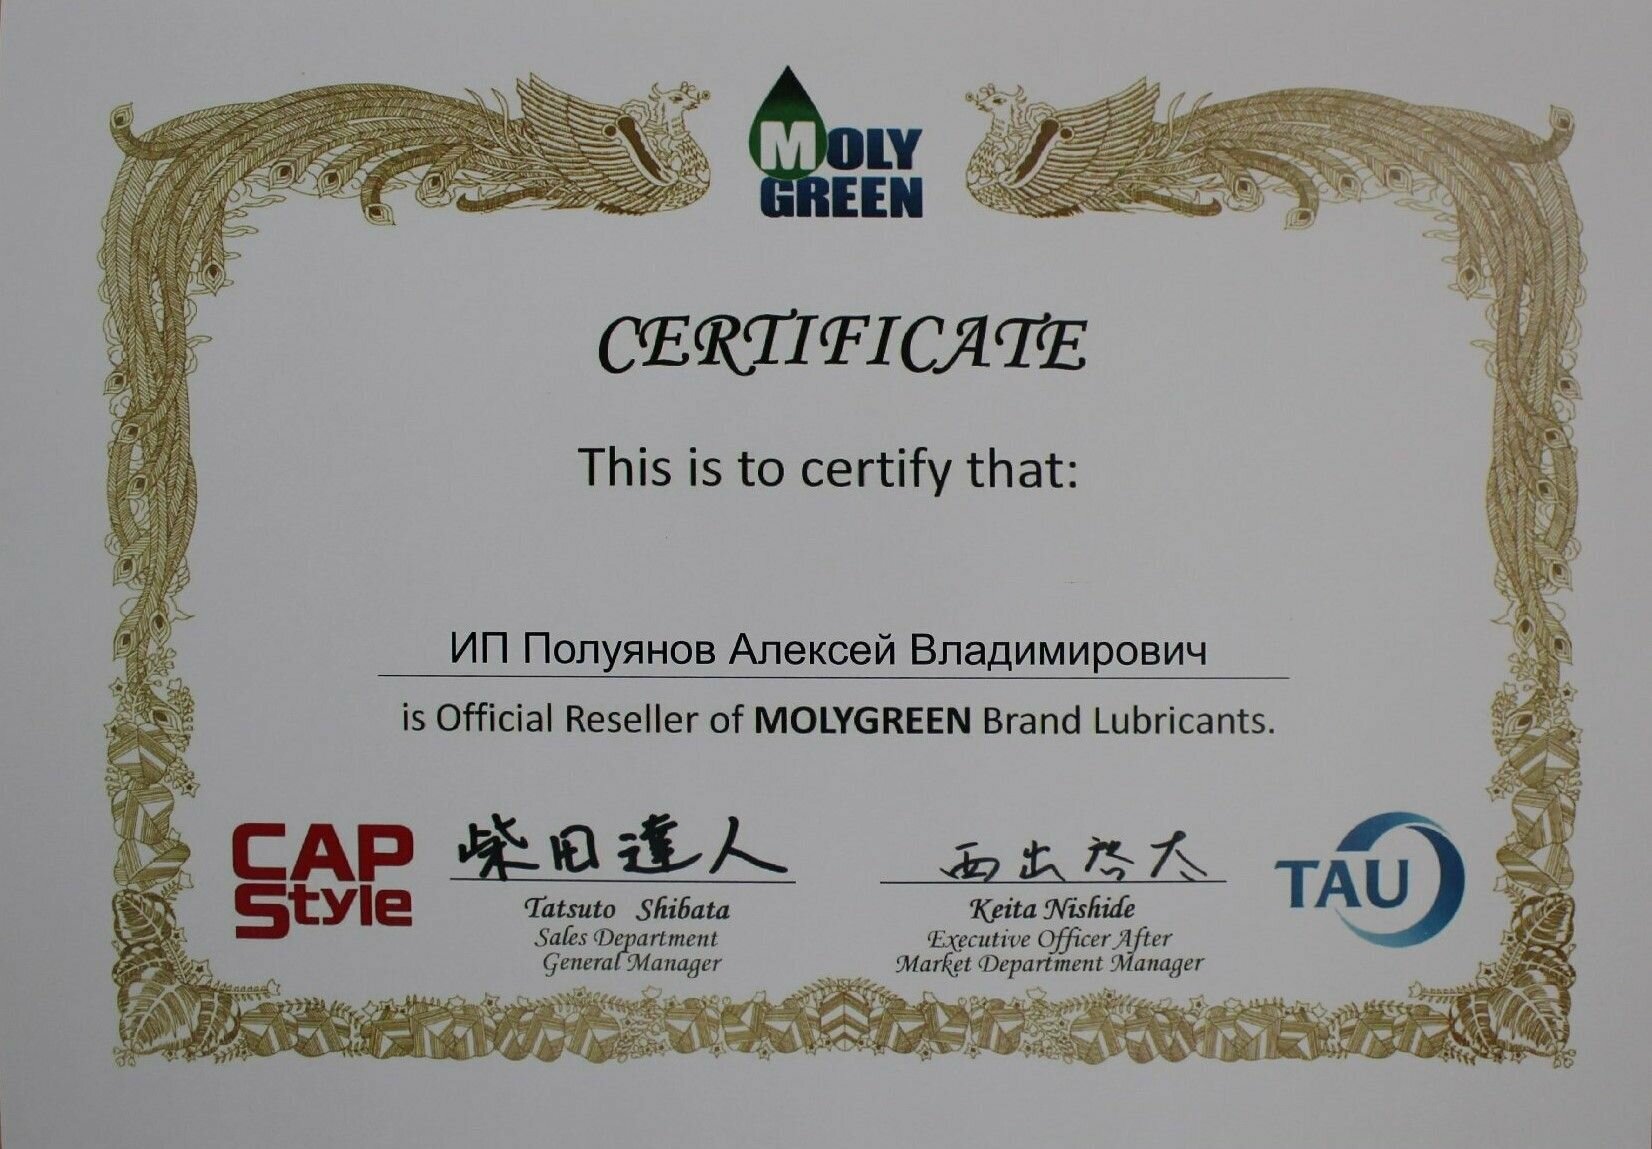 MOLY
GREEN
CERTIFICATE
This is to certify that:
ИП Полуянов Алексей Владимирович
is Official Reseller of MOLYGREEN Brand Lubricants.
CAP
Style
柴田達人
Tatsuto Shibata
Sales Department
General Manager
西出啓太
Keita Nishide
Executive Officer After
Market Department Manager
TAU